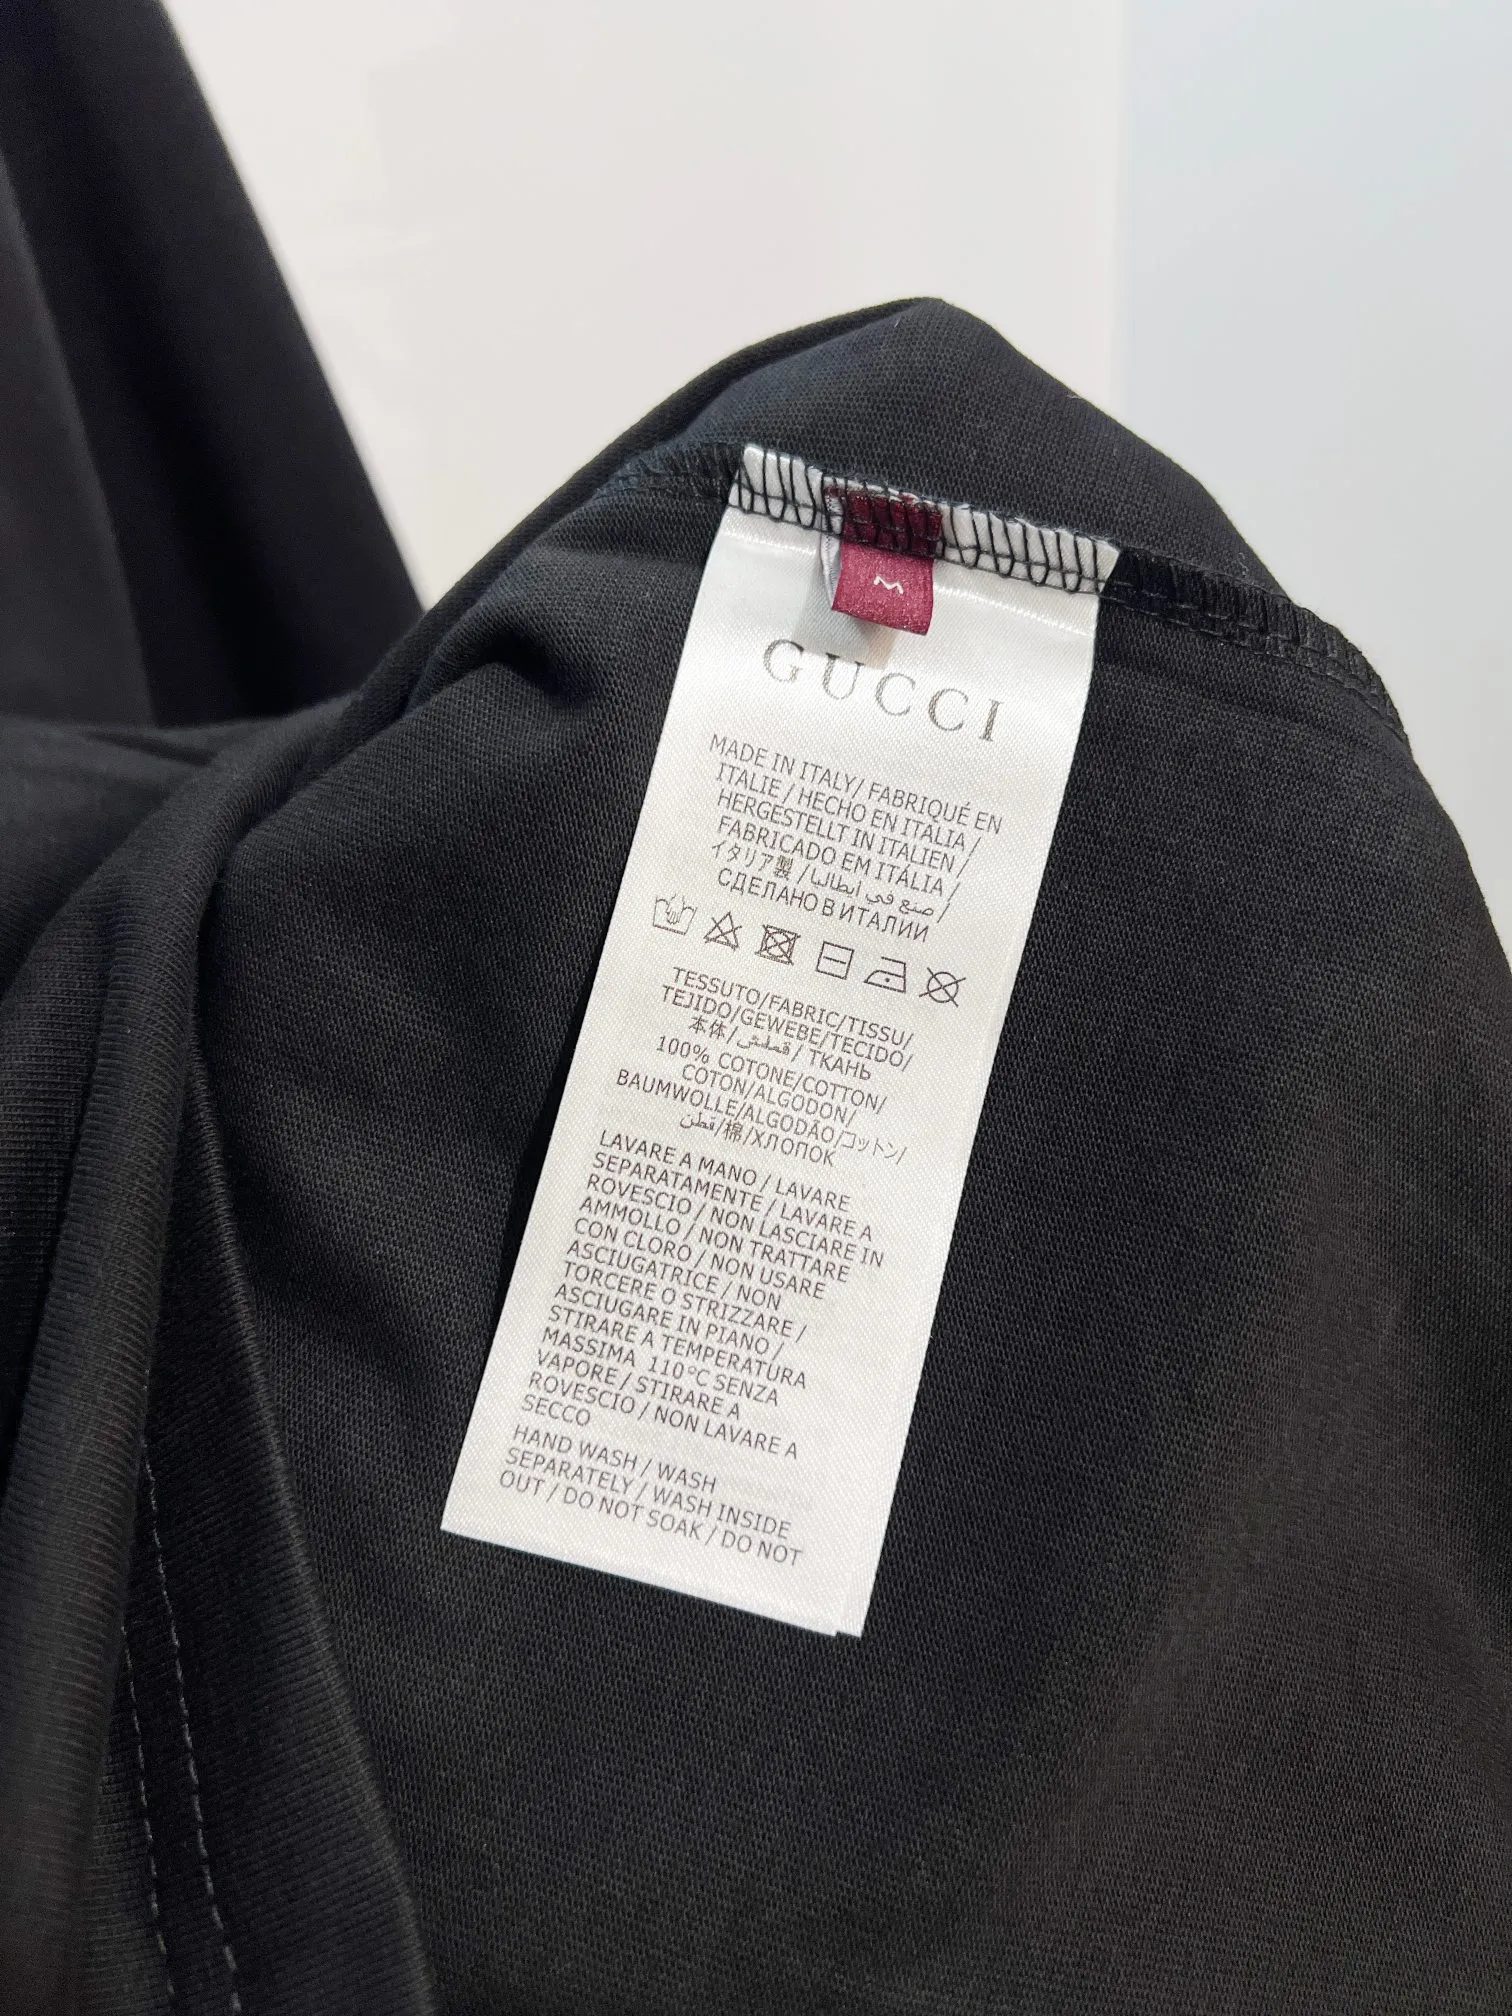 M
GUCCI
MADE IN ITALY/ FABRIQUÉ EN
ITALIE / HECHO EN ITALIA /
HERGESTELLT IN ITALIEN /
FABRICADO EM ITÁLIA /
イタリア製 / صنع في ايطاليا /
СДЕЛАНО В ИТАЛИИ
TESSUTO/FABRIC/TISSU/
TEJIDO/GEWEBE/TECIDO/
本体/قطعش/ ТКАНЬ
100% COTONE/COTTON/
COTON/ALGODON/
BAUMWOLLE/ALGODÃO/コットン/
قطن/棉/ХЛОПОК
LAVARE A MANO / LAVARE
SEPARATAMENTE / LAVARE A
ROVESCIO / NON LASCIARE IN
AMMOLLO / NON TRATTARE
CON CLORO / NON USARE
ASCIUGATRICE / NON
TORCERE O STRIZZARE /
ASCIUGARE IN PIANO /
STIRARE A TEMPERATURA
MASSIMA 110°C SENZA
VAPORE / STIRARE A
ROVESCIO / NON LAVARE A
SECCO
HAND WASH / WASH
SEPARATELY / WASH INSIDE
OUT / DO NOT SOAK / DO NOT